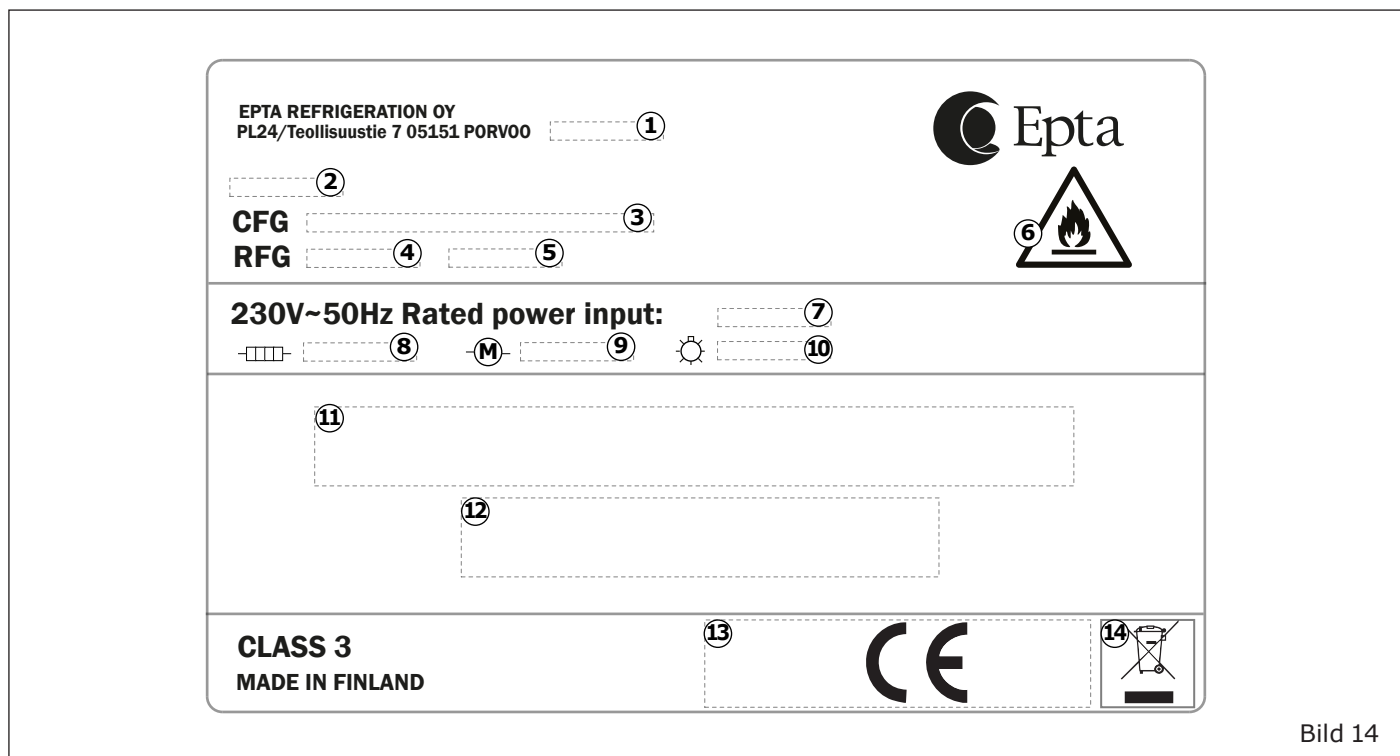 EPTA REFRIGERATION OY
PL24/Teollisuustie 7 05151 PORVOO
1
Epta
2
CFG
3
6
RFG
4
5
230V~50Hz Rated power input:
7
8
M
9
10
11
12
CLASS 3
13
CE
14
MADE IN FINLAND
Bild 14